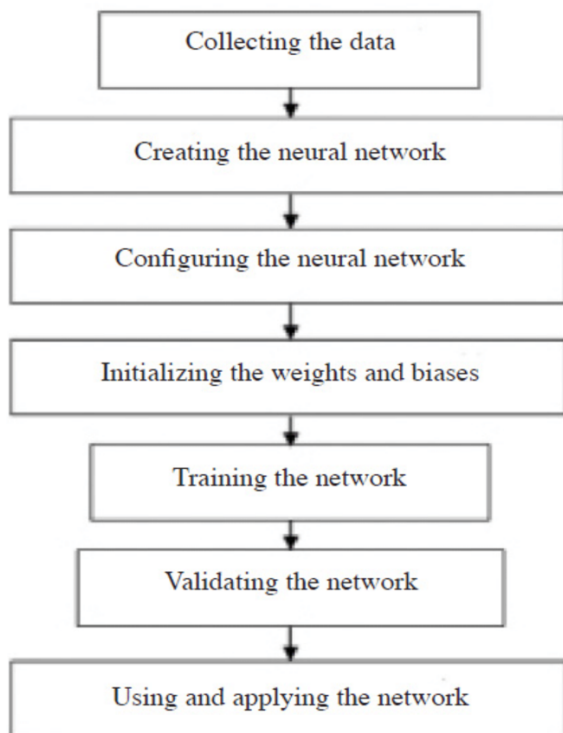 Collecting the data
Creating the neural network
Configuring the neural network
Initializing the weights and biases
Training the network
Validating the network
Using and applying the network